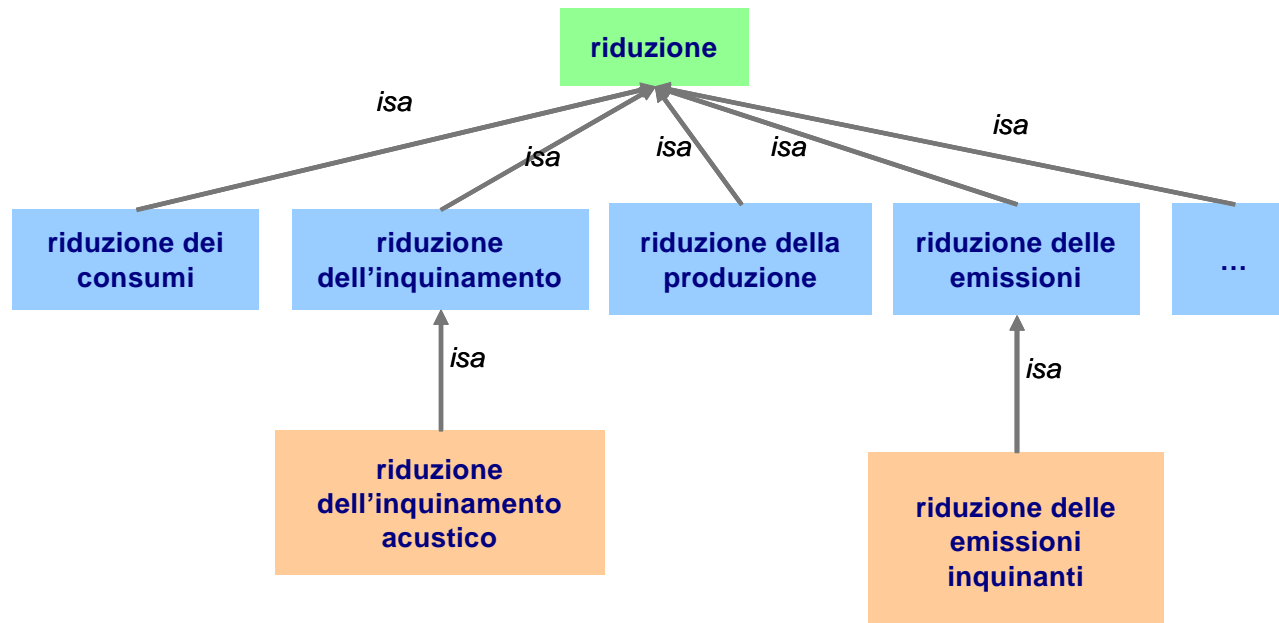 riduzione
isa
isa
isa
isa
isa
riduzione dei
consumi
riduzione
dell’inquinamento
riduzione della
produzione
riduzione delle
emissioni
…
isa
isa
riduzione
dell’inquinamento
acustico
riduzione delle
emissioni
inquinanti